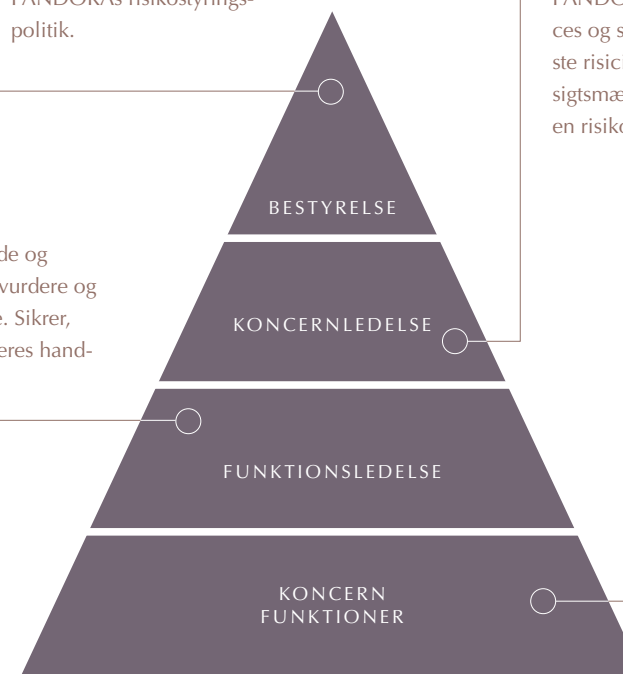 PANDORAs risikostyrings-
politik.
ces og s
ste risic
sigtsmæ
en risiko
BESTYRELSE
de og
vurdere og
e. Sikrer,
eres hand-
KONCERNLEDELSE
FUNKTIONSLEDELSE
KONCERN
FUNKTIONER